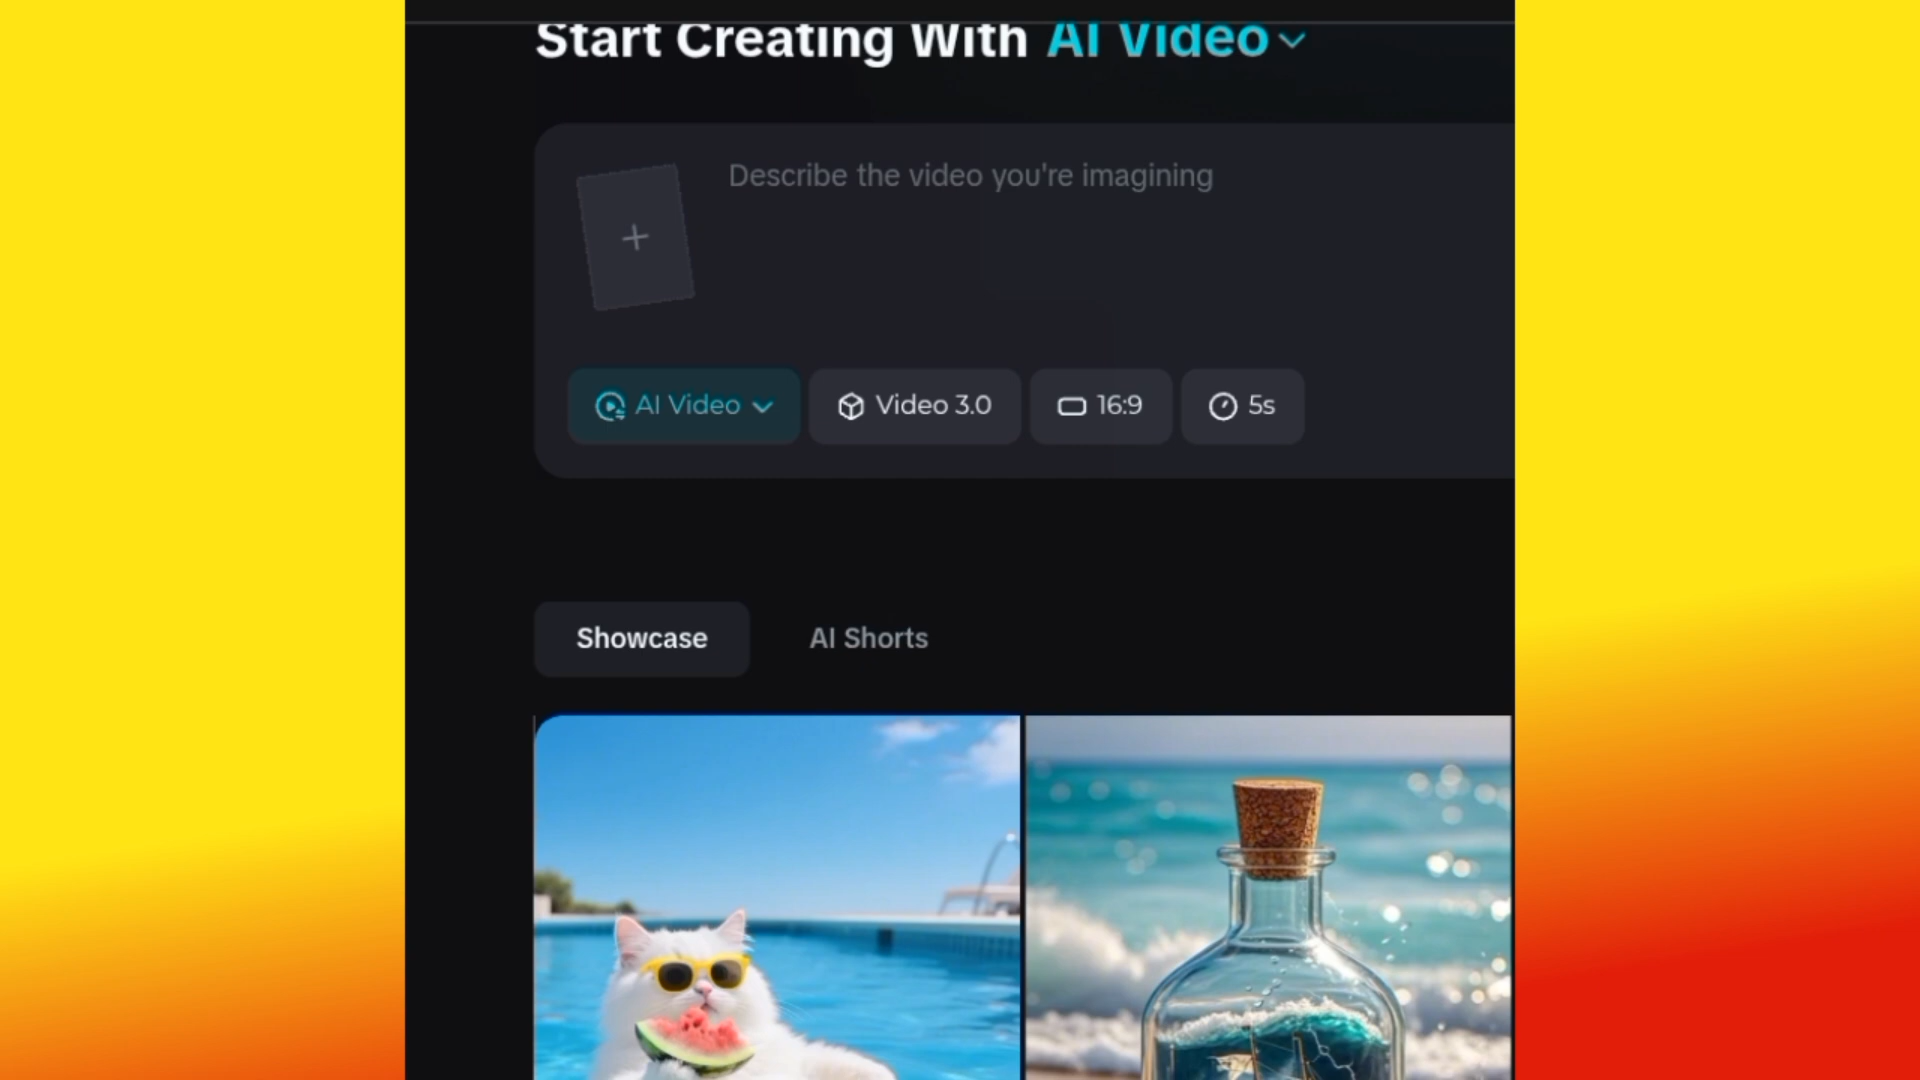 Start Creating With AI Video
Describe the video you're imagining
AI Video Video 3.0 16:9 5s
Showcase AI Shorts